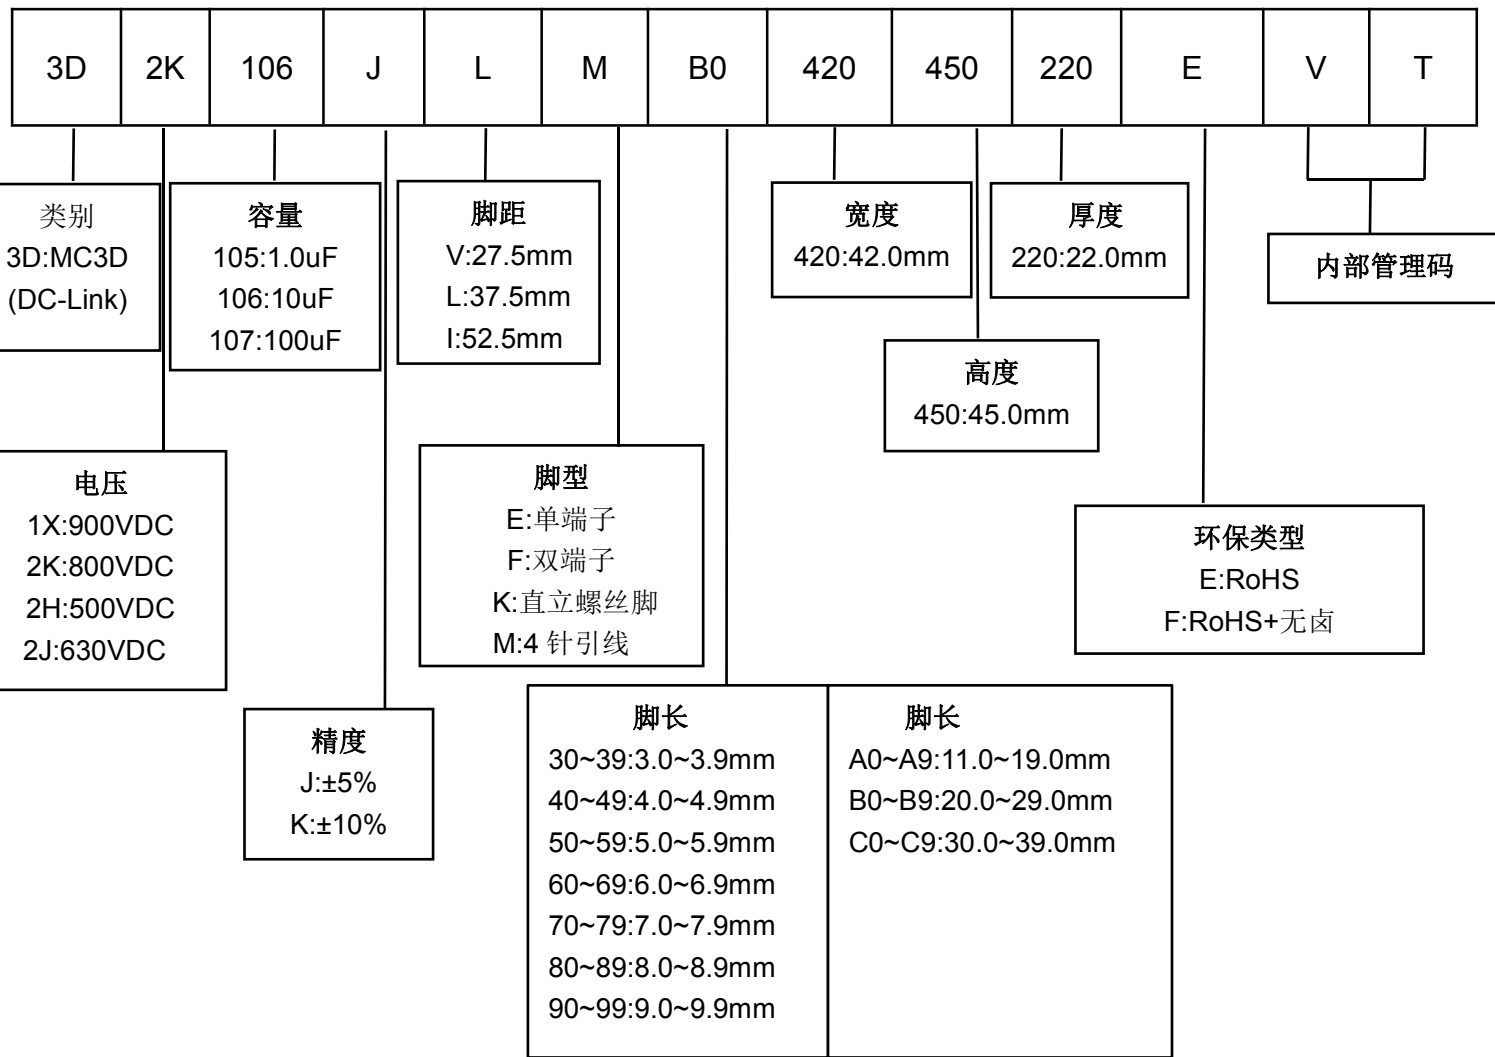 3D 2K 106 J L M B0 420 450 220 E V T
类别
3D:MC3D
(DC-Link)
容量
105:1.0uF
106:10uF
107:100uF
脚距
V:27.5mm
L:37.5mm
I:52.5mm
宽度
420:42.0mm
厚度
220:22.0mm
内部管理码
高度
450:45.0mm
电压
1X:900VDC
2K:800VDC
2H:500VDC
2J:630VDC
脚型
E:单端子
F:双端子
K:直立螺丝脚
M:4 针引线
环保类型
E:RoHS
F:RoHS+无卤
精度
J:±5%
K:±10%
脚长
30~39:3.0~3.9mm
40~49:4.0~4.9mm
50~59:5.0~5.9mm
60~69:6.0~6.9mm
70~79:7.0~7.9mm
80~89:8.0~8.9mm
90~99:9.0~9.9mm
脚长
A0~A9:11.0~19.0mm
B0~B9:20.0~29.0mm
C0~C9:30.0~39.0mm